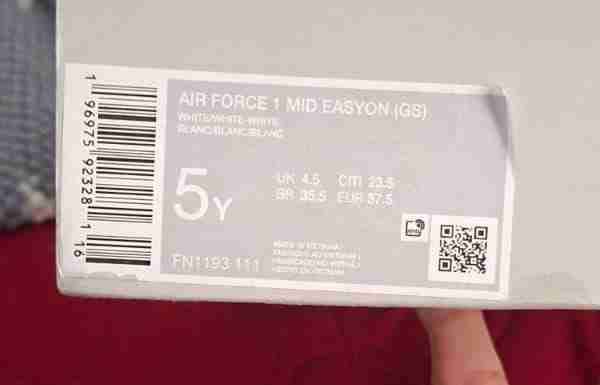 AIR FORCE 1 MID EASYON (GS)
WHITE/WHITE-WHITE
BLANC/BLANC/BLANC
5Y
UK 4.5 CM 23.5
BR 35.5 EUR 37.5
FN1193 111
MADE IN VIETNAM
1 96975 92328 1 16